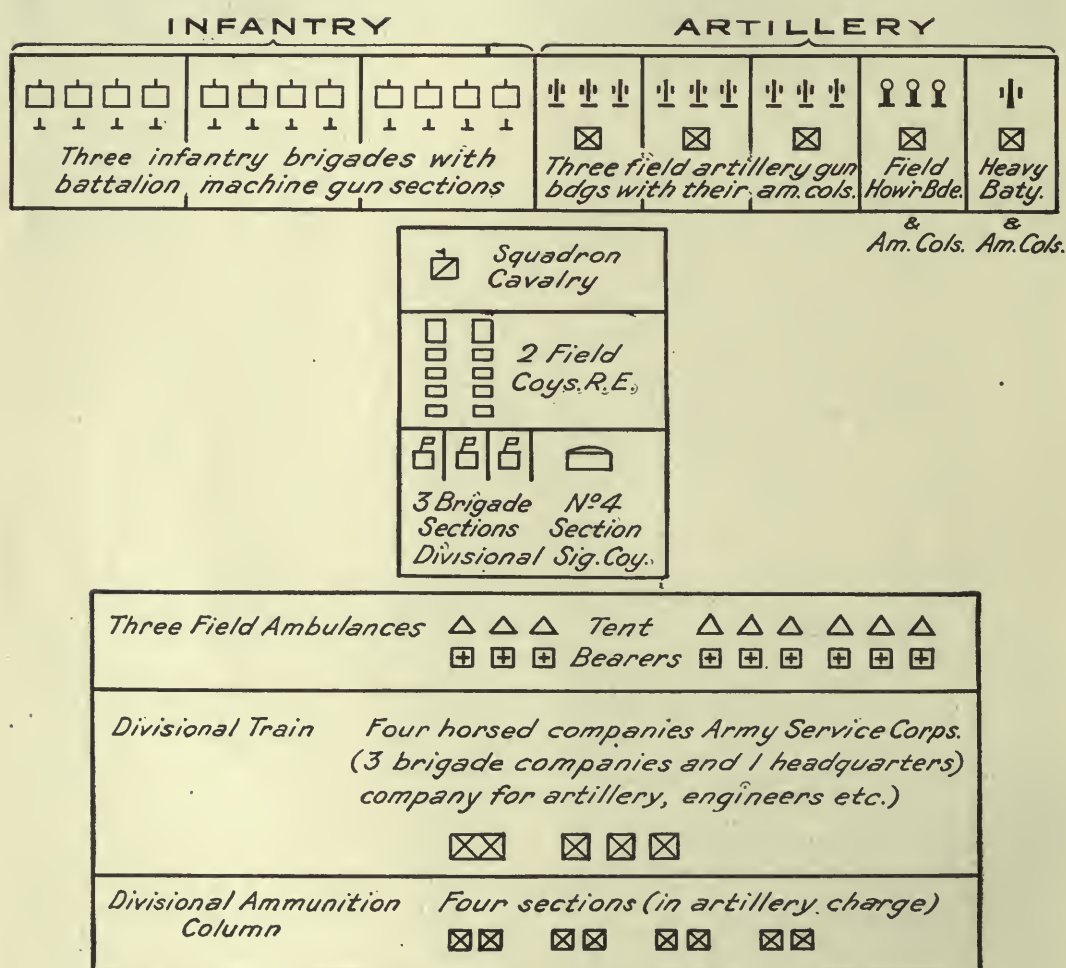 INFANTRY
ARTILLERY
Three infantry brigades with
battalion machine gun sections
Three field artillery gun
bdgs with their am. cols.
Field
How'r Bde.
&
Am. Cols.
Heavy
Baty.
&
Am. Cols.
Squadron
Cavalry
2 Field
Coys. R.E.
3 Brigade
Sections
Nº 4
Section
Divisional Sig. Coy.
Three Field Ambulances
Tent
Bearers
Divisional Train
Four horsed companies Army Service Corps.
(3 brigade companies and 1 headquarters)
company for artillery, engineers etc.)
Divisional Ammunition
Column
Four sections (in artillery charge)